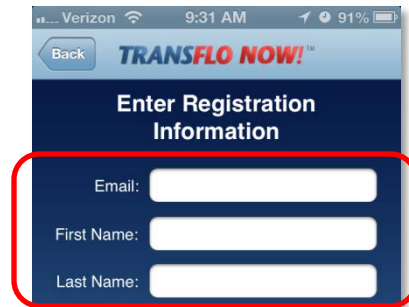 ... Verizon 9:31 AM 91%
Back TRANSFLO NOW!™
Enter Registration
Information
Email:
First Name:
Last Name: